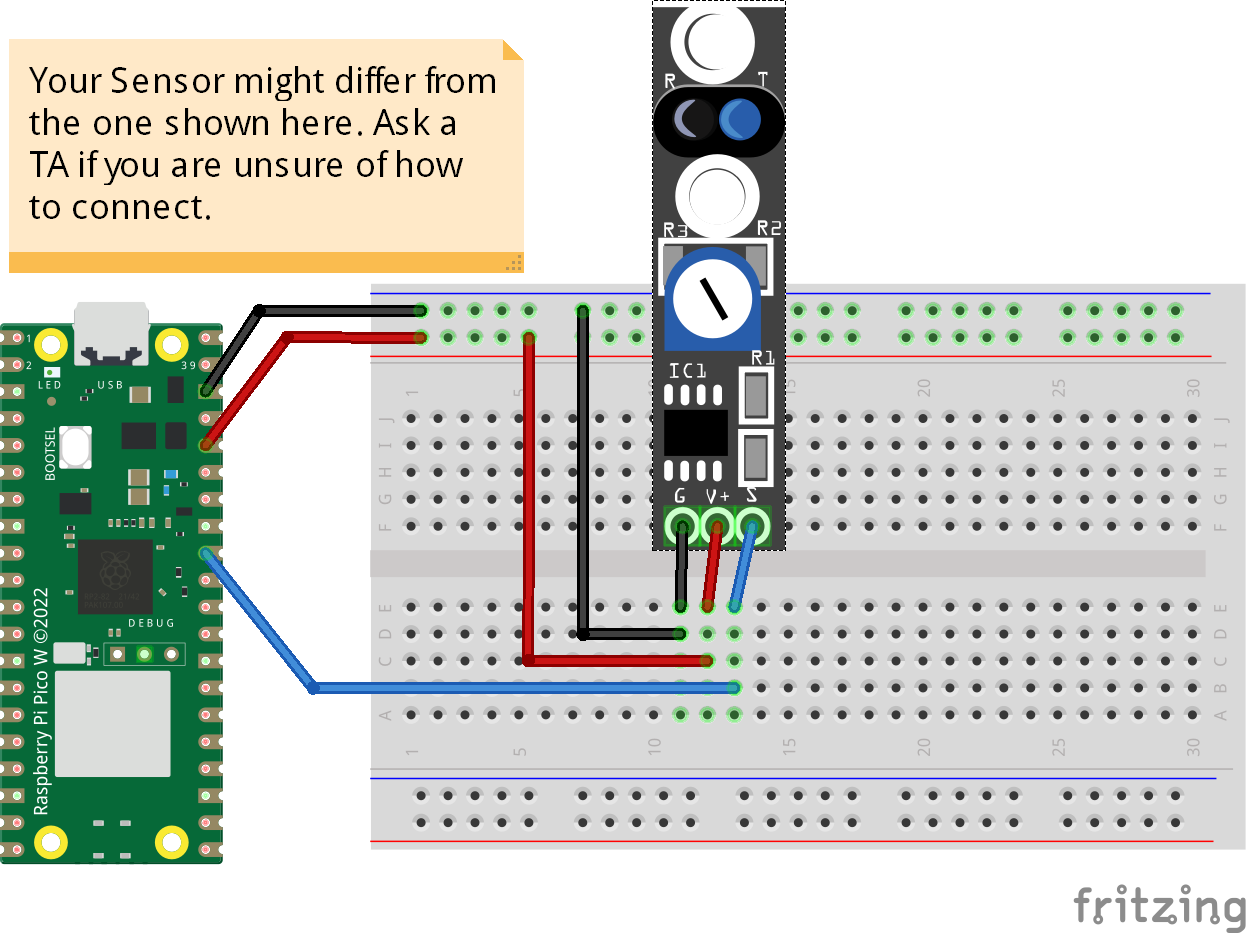 Your Sensor might differ from
the one shown here. Ask a
TA if you are unsure of how
to connect.
R T
R3 R2
IC1 R1
G V+ S
1
2
39
LED USB
BOOTSEL
DEBUG
Raspberry Pi Pico W ©2022
1 5 10 15 20 25 30
J J
I I
H H
G G
F F
E E
D D
C C
B B
A A
1 5 10 15 20 25 30
fritzing